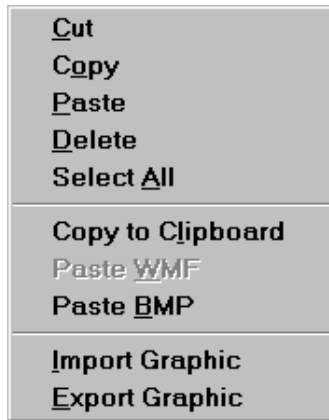 Cut
Copy
Paste
Delete
Select All
Copy to Clipboard
Paste WMF
Paste BMP
Import Graphic
Export Graphic